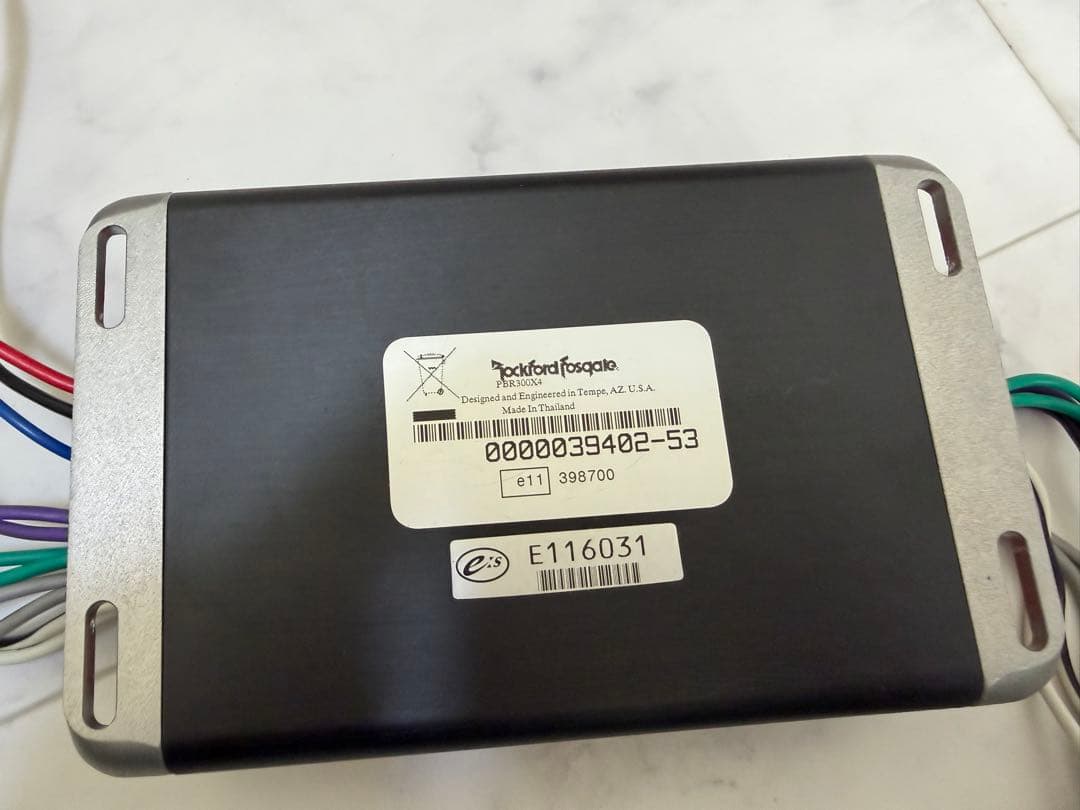 Rockford Fosgate
PBR300X4
Designed and Engineered in Tempe, AZ. U.S.A.
Made In Thailand
0000039402-53
e11 398700
e:s E116031